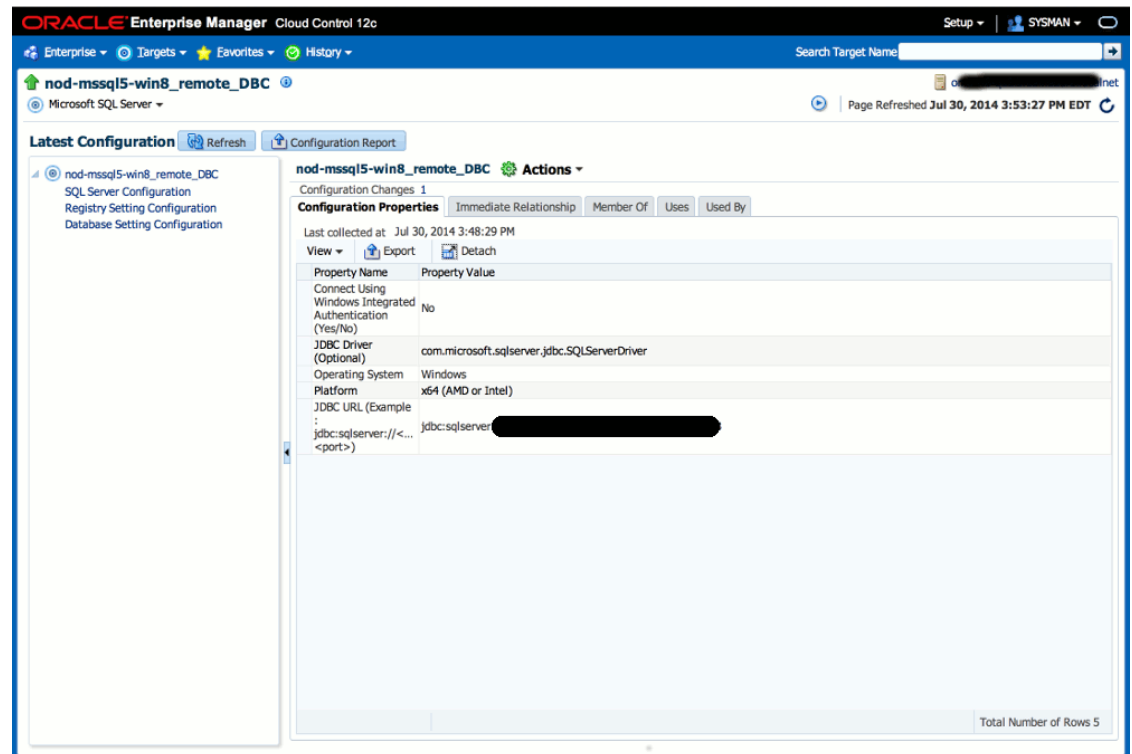 ORACLE Enterprise Manager Cloud Control 12c
Setup SYSMAN
Enterprise Targets Favorites History
Search Target Name
nod-mssql5-win8_remote_DBC
Microsoft SQL Server
Page Refreshed Jul 30, 2014 3:53:27 PM EDT
Latest Configuration Refresh Configuration Report
nod-mssql5-win8_remote_DBC
SQL Server Configuration
Registry Setting Configuration
Database Setting Configuration
nod-mssql5-win8_remote_DBC Actions
Configuration Changes 1
Configuration Properties Immediate Relationship Member Of Uses Used By
Last collected at Jul 30, 2014 3:48:29 PM
View Export Detach
Property Name Property Value
Connect Using
Windows Integrated
Authentication
(Yes/No)
No
JDBC Driver
(Optional)
com.microsoft.sqlserver.jdbc.SQLServerDriver
Operating System Windows
Platform x64 (AMD or Intel)
JDBC URL (Example
:
jdbc:sqlserver://<...
<port>)
jdbc:sqlserver
Total Number of Rows 5